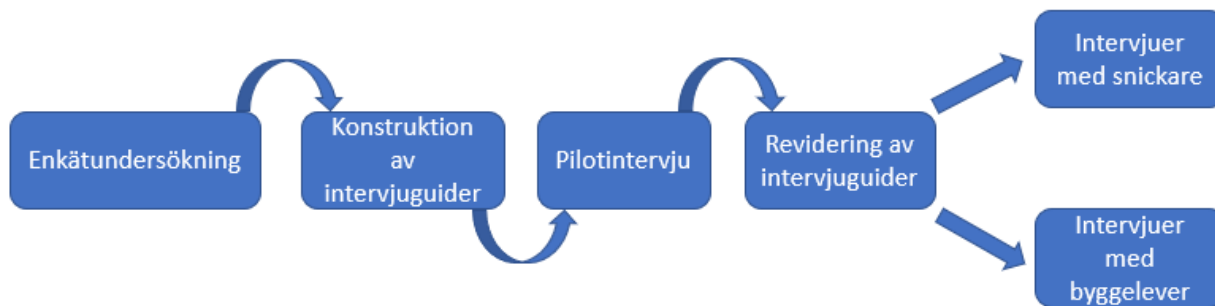 Enkätundersökning
Konstruktion
av
intervjuguider
Pilotintervju
Revidering av
intervjuguider
Intervjuer
med snickare
Intervjuer
med
byggelever